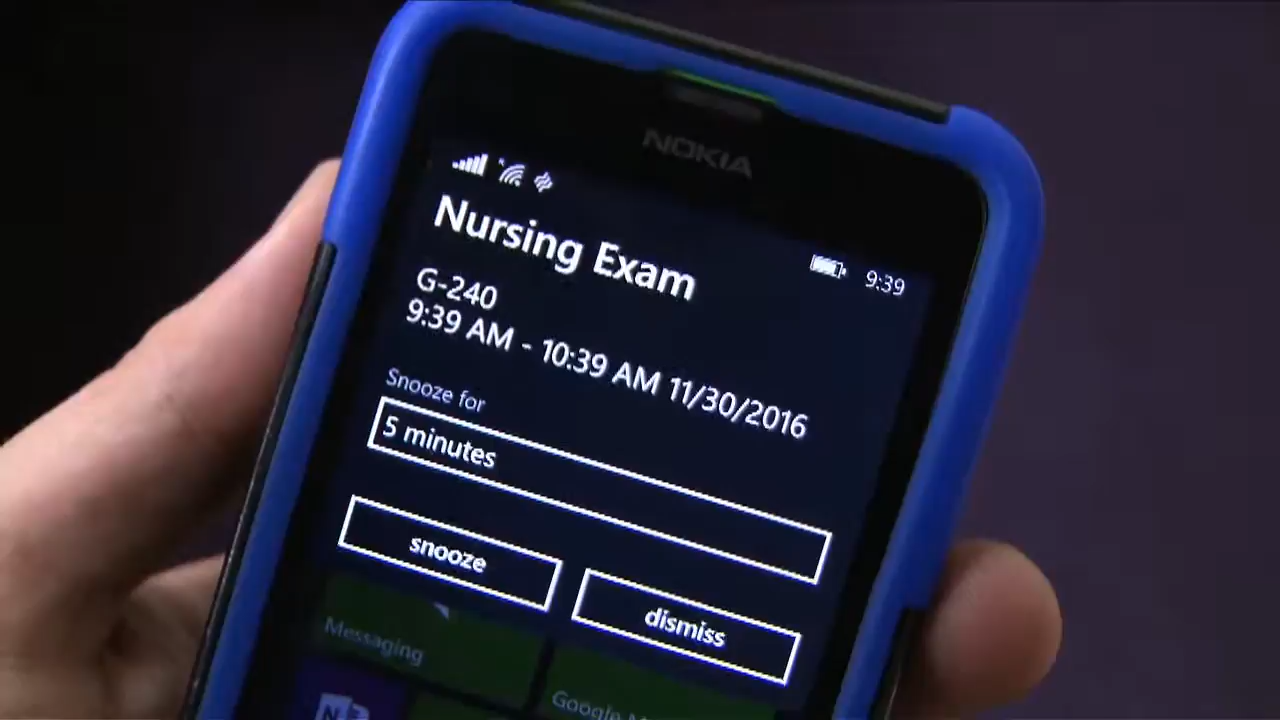 NOKIA
9:39
Nursing Exam
G-240
9:39 AM - 10:39 AM 11/30/2016
Snooze for
5 minutes
snooze
dismiss
Messaging
Google
N